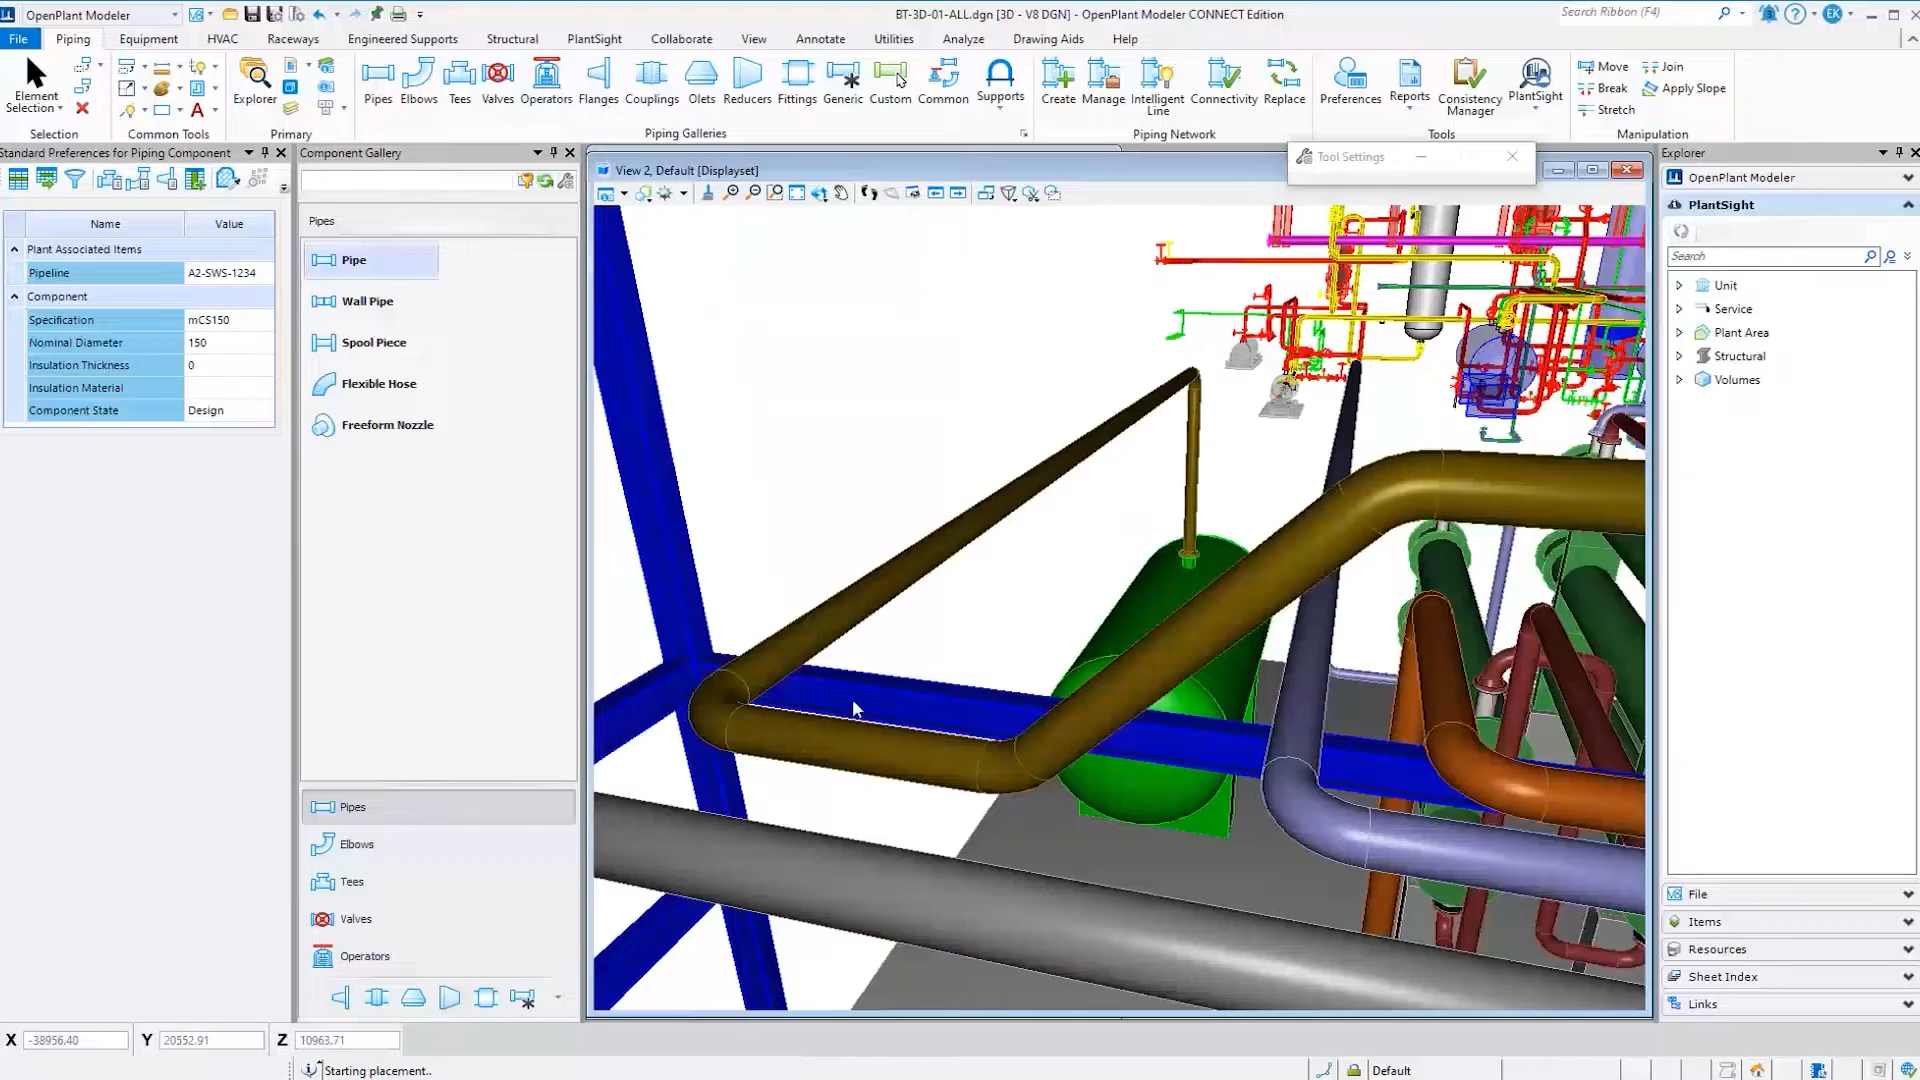 OpenPlant Modeler
BT-3D-01-ALL.dgn [3D - V8 DGN] - OpenPlant Modeler CONNECT Edition
Search Ribbon (F4)
EK
File Piping Equipment HVAC Raceways Engineered Supports Structural PlantSight Collaborate View Annotate Utilities Analyze Drawing Aids Help
Element Selection
Explorer
Pipes Elbows Tees Valves Operators Flanges Couplings Olets Reducers Fittings Generic Custom Common Supports
Create Manage Intelligent Line Connectivity Replace
Preferences Reports Consistency Manager PlantSight
Move Join
Break Apply Slope
Stretch
Selection Common Tools Primary Piping Galleries Piping Network Tools Manipulation
Standard Preferences for Piping Component
Name Value
Plant Associated Items
Pipeline A2-SWS-1234
Component
Specification mCS150
Nominal Diameter 150
Insulation Thickness 0
Insulation Material
Component State Design
Component Gallery
Pipes
Pipe
Wall Pipe
Spool Piece
Flexible Hose
Freeform Nozzle
Pipes
Elbows
Tees
Valves
Operators
View 2, Default [Displayset]
Tool Settings
Explorer
OpenPlant Modeler
PlantSight
Search
Unit
Service
Plant Area
Structural
Volumes
File
Items
Resources
Sheet Index
Links
X -38956.40 Y 20552.91 Z 10963.71
Starting placement..
Default